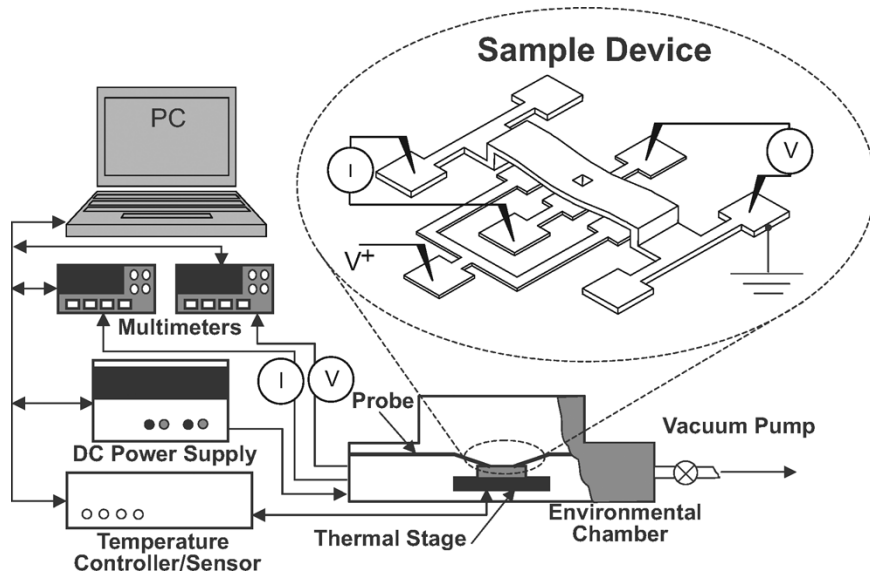 Sample Device
PC
I
V
V+
Multimeters
I
V
Probe
Vacuum Pump
DC Power Supply
Environmental
Chamber
Thermal Stage
Temperature
Controller/Sensor